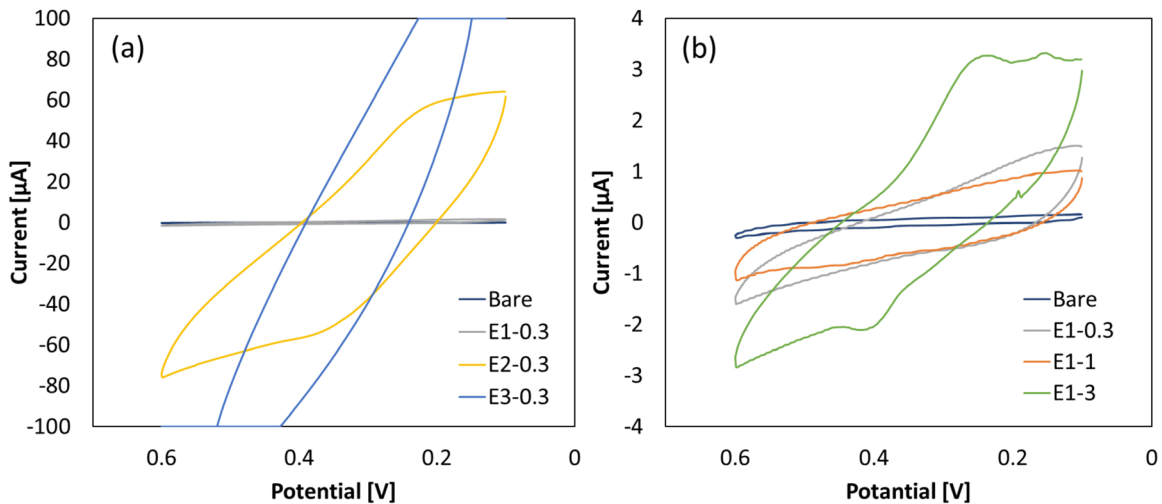 (a)
100
80
60
40
20
0
-20
-40
-60
-80
-100
Current [µA]
0.6
0.4
0.2
0
Potential [V]
Bare
E1-0.3
E2-0.3
E3-0.3
(b)
4
3
2
1
0
-1
-2
-3
-4
Current [µA]
0.6
0.4
0.2
0
Potantial [V]
Bare
E1-0.3
E1-1
E1-3